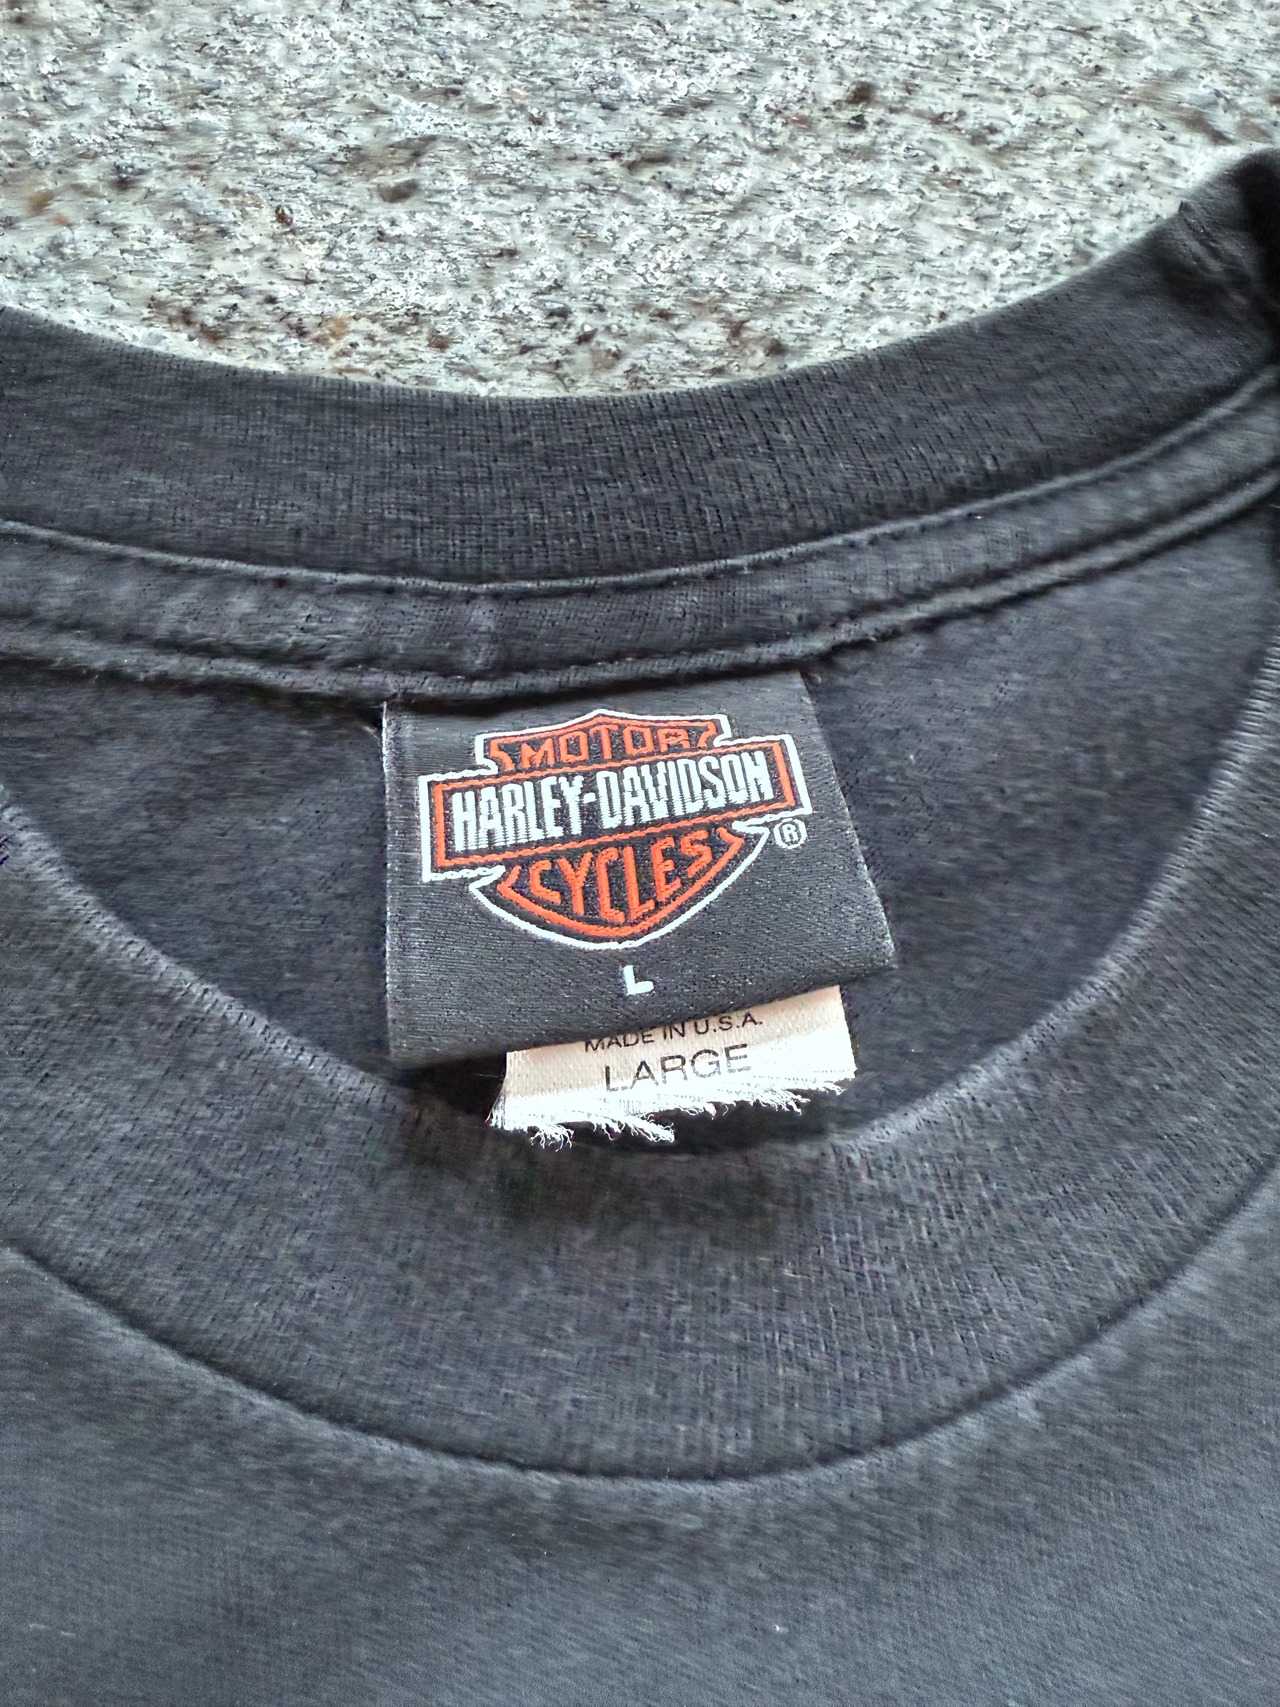 MOTOR
HARLEY-DAVIDSON
®
CYCLES
L
MADE IN U.S.A.
LARGE